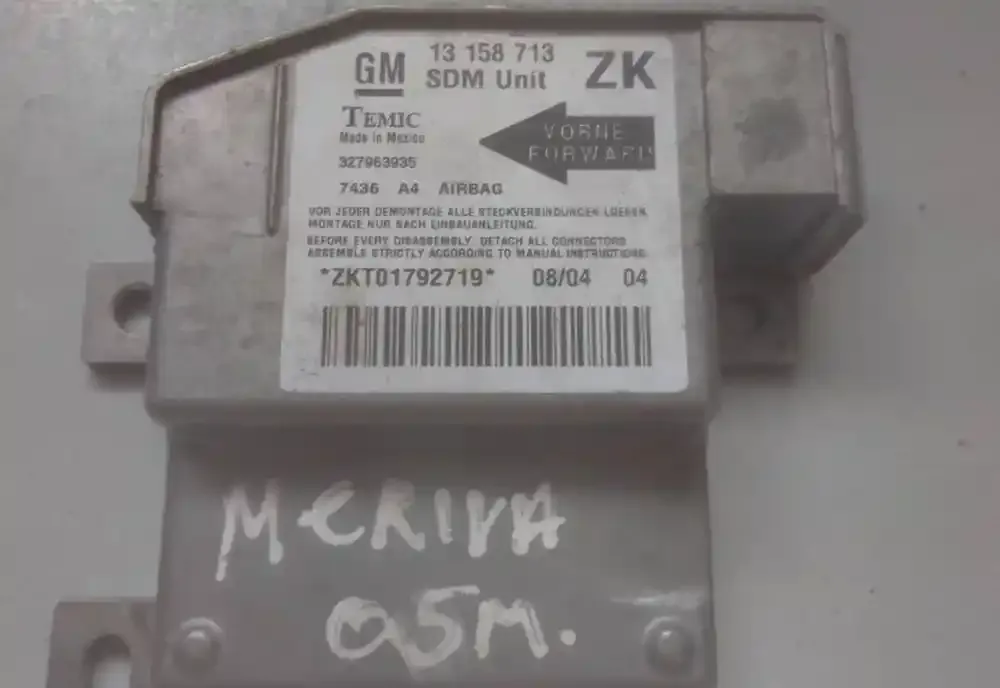 GM 13 158 713 ZK
SDM Unit
TEMIC
Made in Mexico
VORNE
FORWARD
327963935
7436 A4 AIRBAG
VOR JEDER DEMONTAGE ALLE STECKVERBINDUNGEN LOESEN
MONTAGE NUR NACH EINBAUANLEITUNG.
BEFORE EVERY DISASSEMBLY DETACH ALL CONNECTORS
ASSEMBLE STRICTLY ACCORDING TO MANUAL INSTRUCTIONS
*ZKT01792719* 08/04 04
MERIVA
05M.